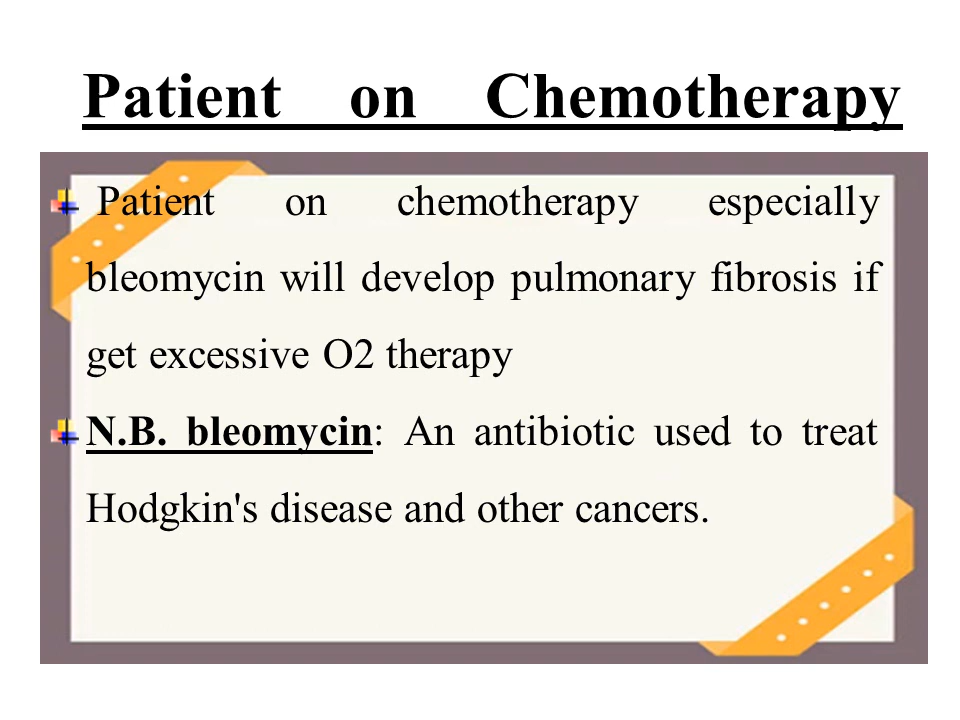 Patient on Chemotherapy
Patient on chemotherapy especially
bleomycin will develop pulmonary fibrosis if
get excessive O2 therapy
N.B. bleomycin: An antibiotic used to treat
Hodgkin's disease and other cancers.